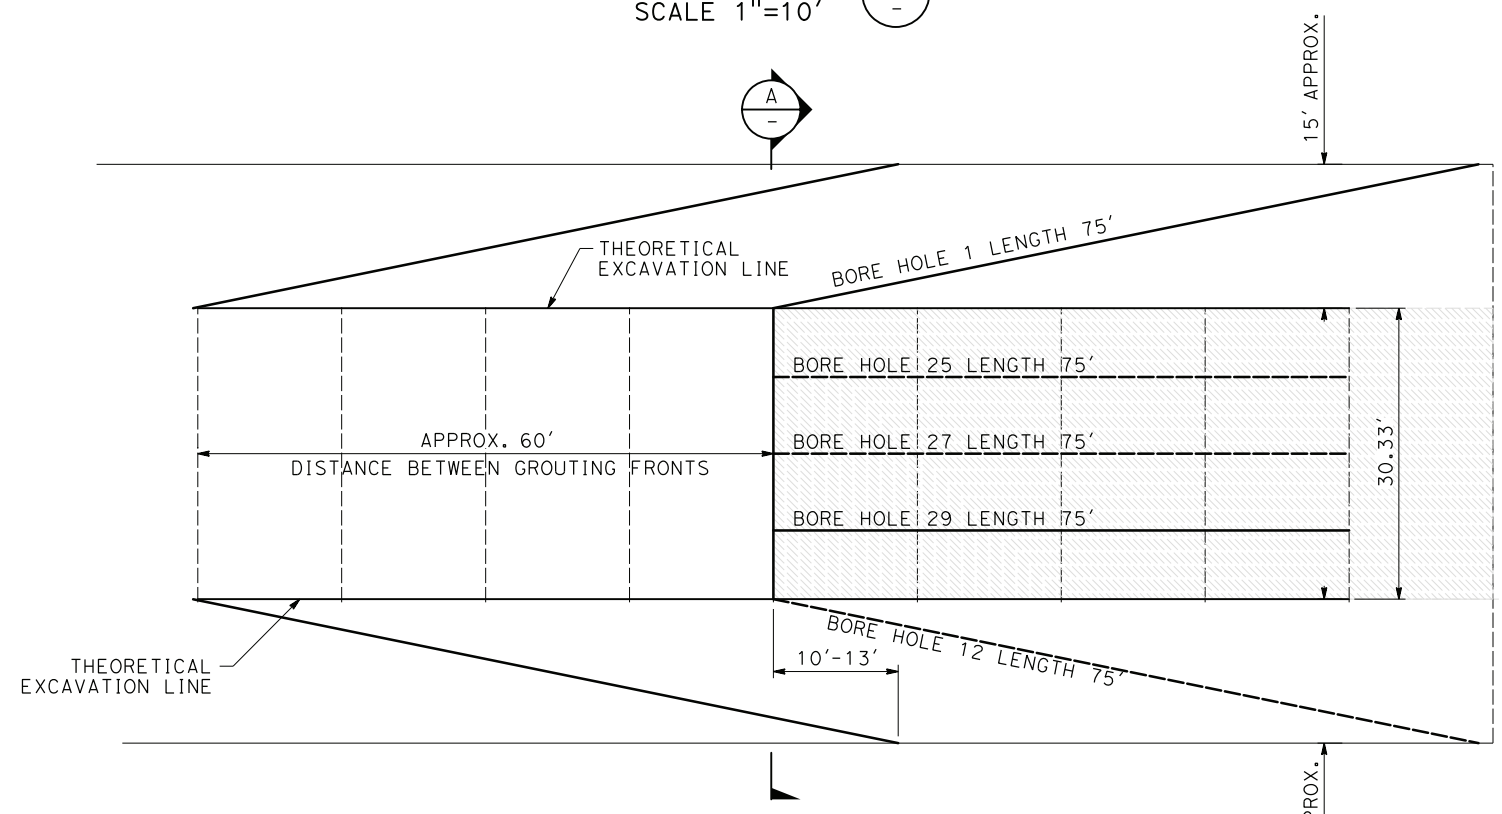 SCALE 1"=10'
-
15' APPROX.
A
-
THEORETICAL
EXCAVATION LINE
BORE HOLE 1 LENGTH 75'
BORE HOLE 25 LENGTH 75'
APPROX. 60'
DISTANCE BETWEEN GROUTING FRONTS
BORE HOLE 27 LENGTH 75'
30.33'
BORE HOLE 29 LENGTH 75'
BORE HOLE 12 LENGTH 75'
10'-13'
THEORETICAL
EXCAVATION LINE